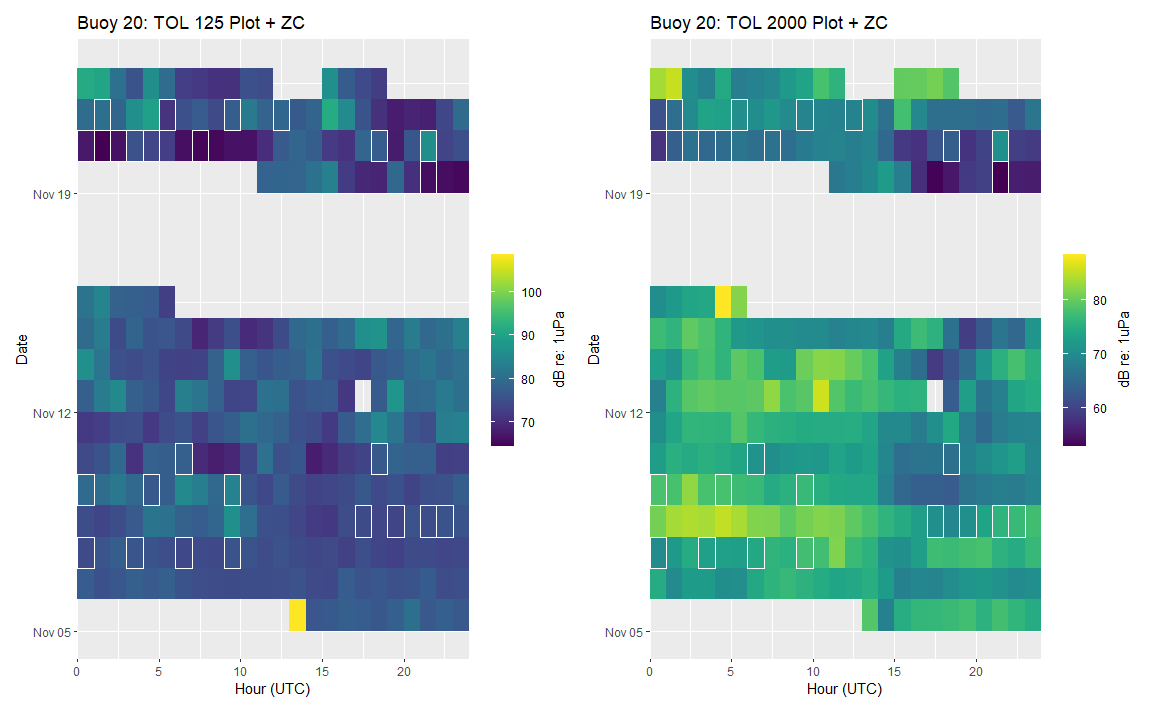 Buoy 20: TOL 125 Plot + ZC
Nov 19
Nov 12
Nov 05
Date
0 5 10 15 20
Hour (UTC)
100
90
80
70
dB re: 1uPa
Buoy 20: TOL 2000 Plot + ZC
Nov 19
Nov 12
Nov 05
Date
0 5 10 15 20
Hour (UTC)
80
70
60
dB re: 1uPa